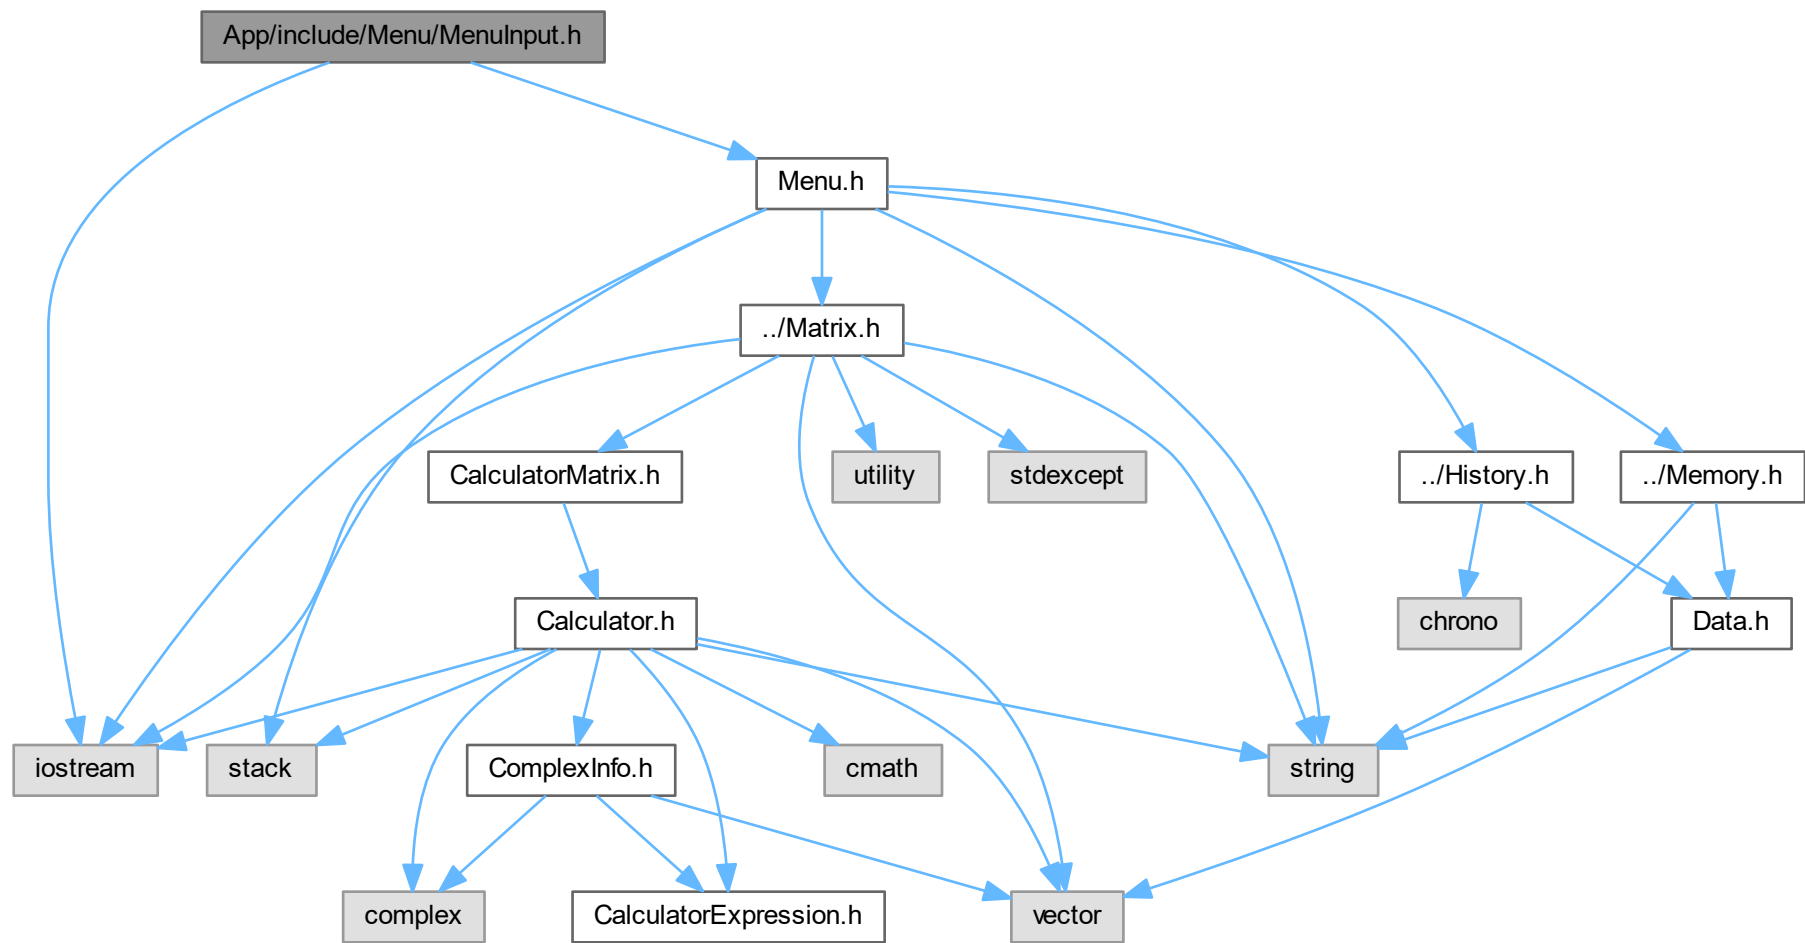 App/include/Menu/MenuInput.h
Menu.h
../Matrix.h
CalculatorMatrix.h
utility
stdexcept
../History.h
../Memory.h
Calculator.h
chrono
Data.h
iostream
stack
ComplexInfo.h
cmath
string
complex
CalculatorExpression.h
vector